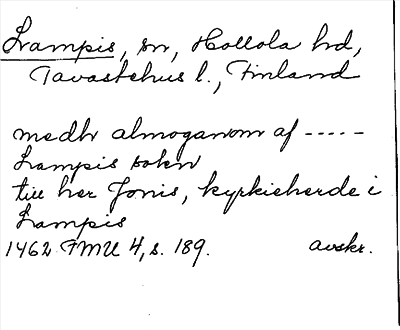 Lampis, sn, Hollola hd,
Tavastehus l., Finland
medh almoganom af -----
Lampis sokn
till her Jonis, kyrkieherde i
Lampis
1462 FMU 4, s. 189. avskr.